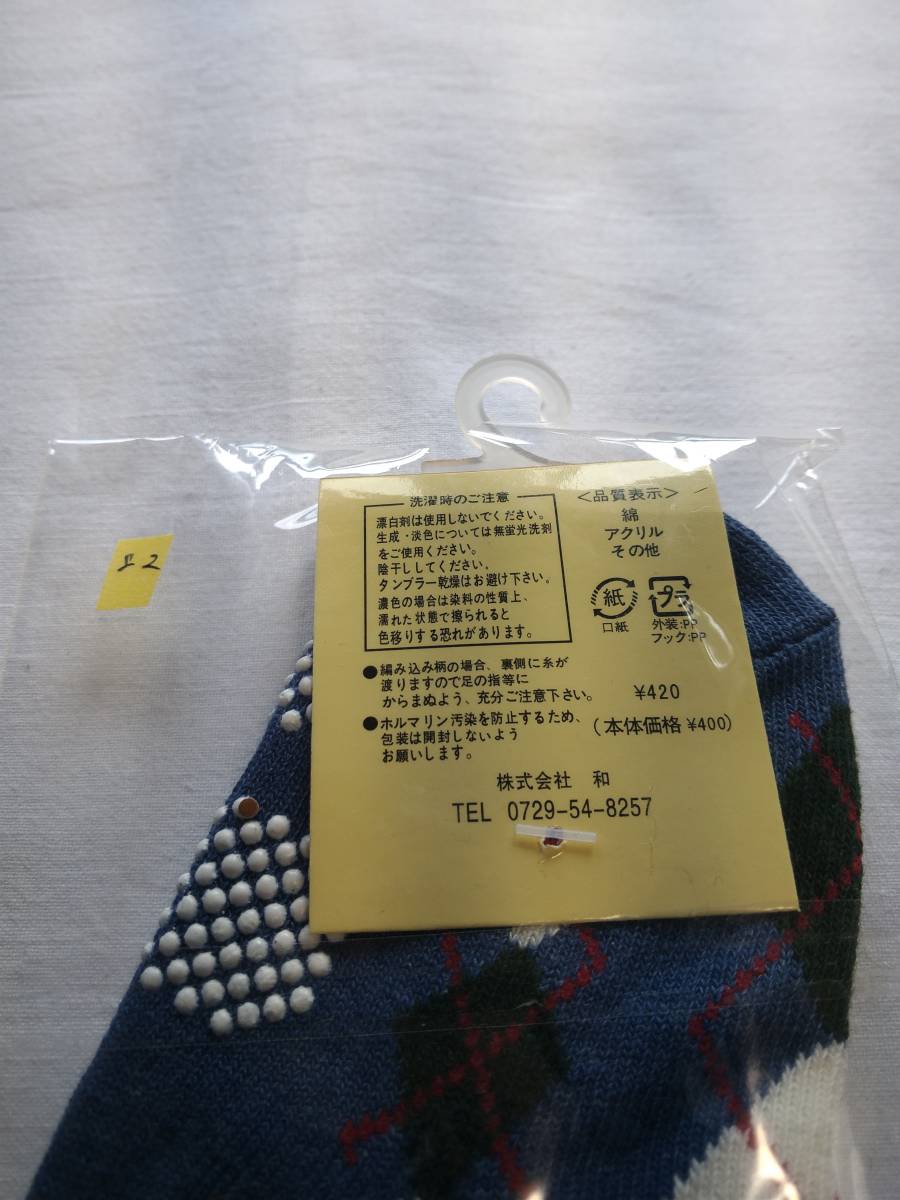 洗濯時のご注意
漂白剤は使用しないでください。
生成・淡色については無蛍光洗剤
をご使用ください。
陰干ししてください。
タンブラー乾燥はお避け下さい。
濃色の場合は染料の性質上、
濡れた状態で擦られると
色移りする恐れがあります。
●編み込み柄の場合、裏側に糸が
渡りますので足の指等に
からまぬよう、充分ご注意下さい。
●ホルマリン汚染を防止するため、
包装は開封しないよう
お願いします。
＜品質表示＞
綿
アクリル
その他
紙
口紙
プラ
外装:PP
フック:PP
¥420
(本体価格 ¥400)
株式会社 和
TEL 0729-54-8257